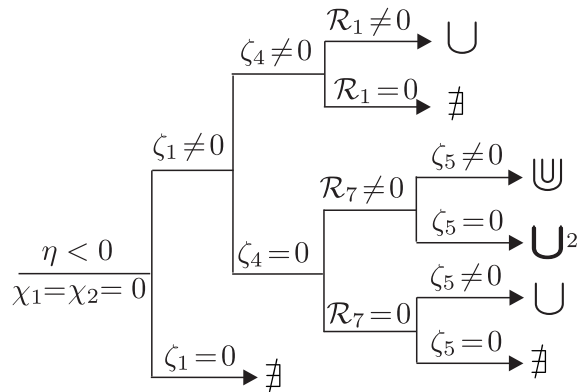 ℛ₁≠0 ∪
ζ₄≠0
ℛ₁=0 ∄
ζ₁≠0
ζ₅≠0 ⋓
ℛ₇≠0
ζ₅=0 ∪²
η < 0
ζ₄=0
χ₁=χ₂= 0
ζ₅≠0 ∪
ℛ₇=0
ζ₅=0 ∄
ζ₁=0 ∄